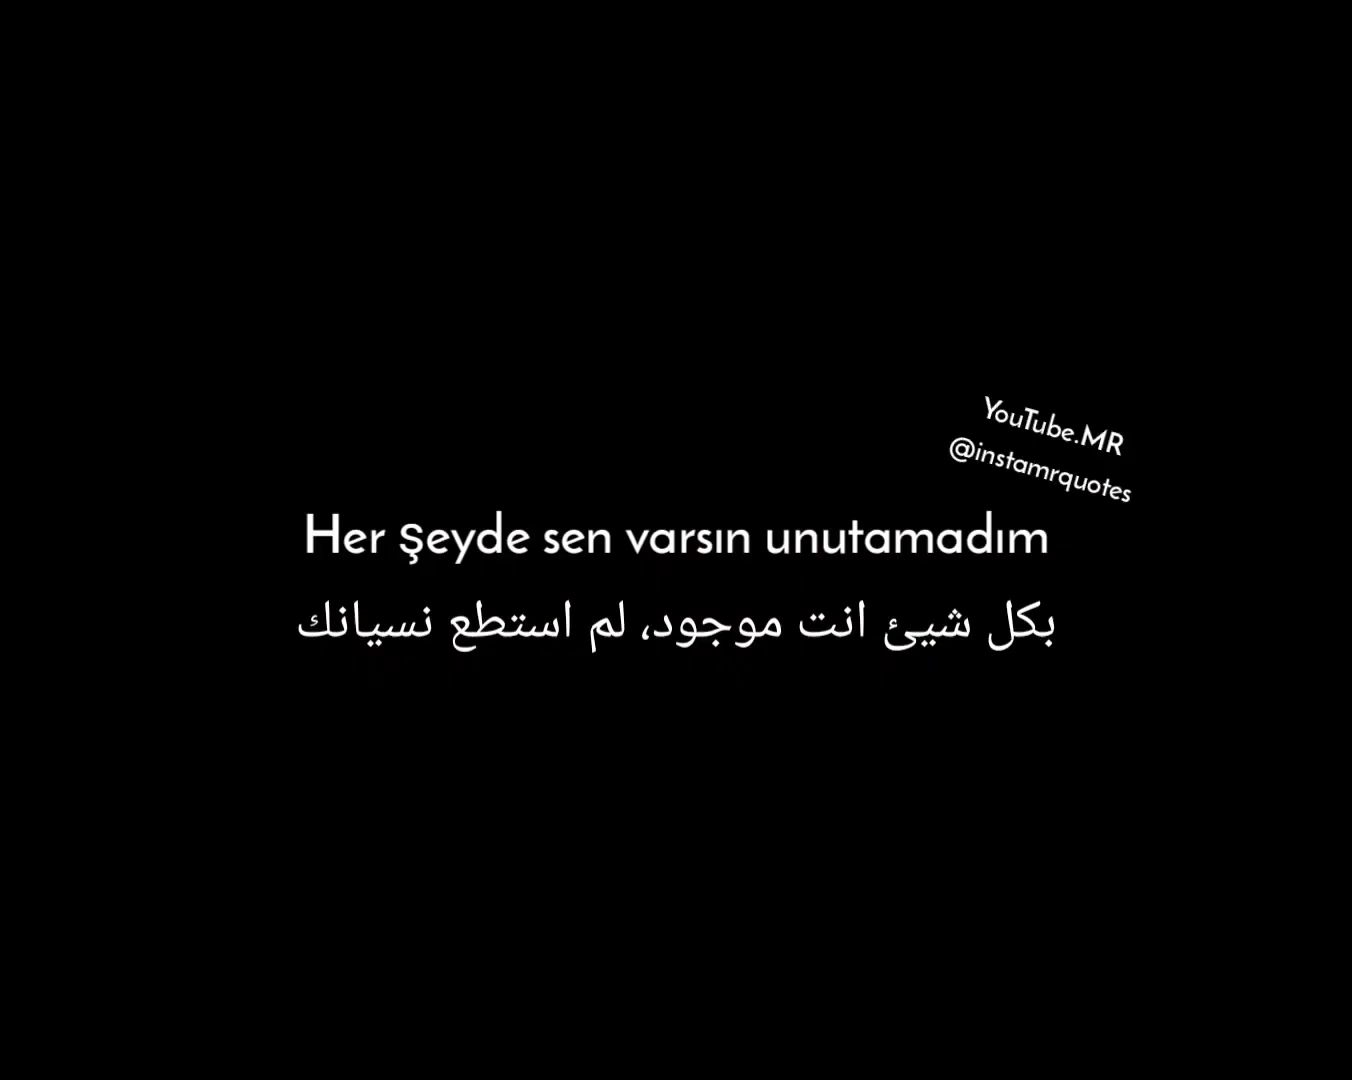 YouTube.MR
@instamrquotes
Her şeyde sen varsın unutamadım
بكل شيئ انت موجود، لم استطع نسيانك